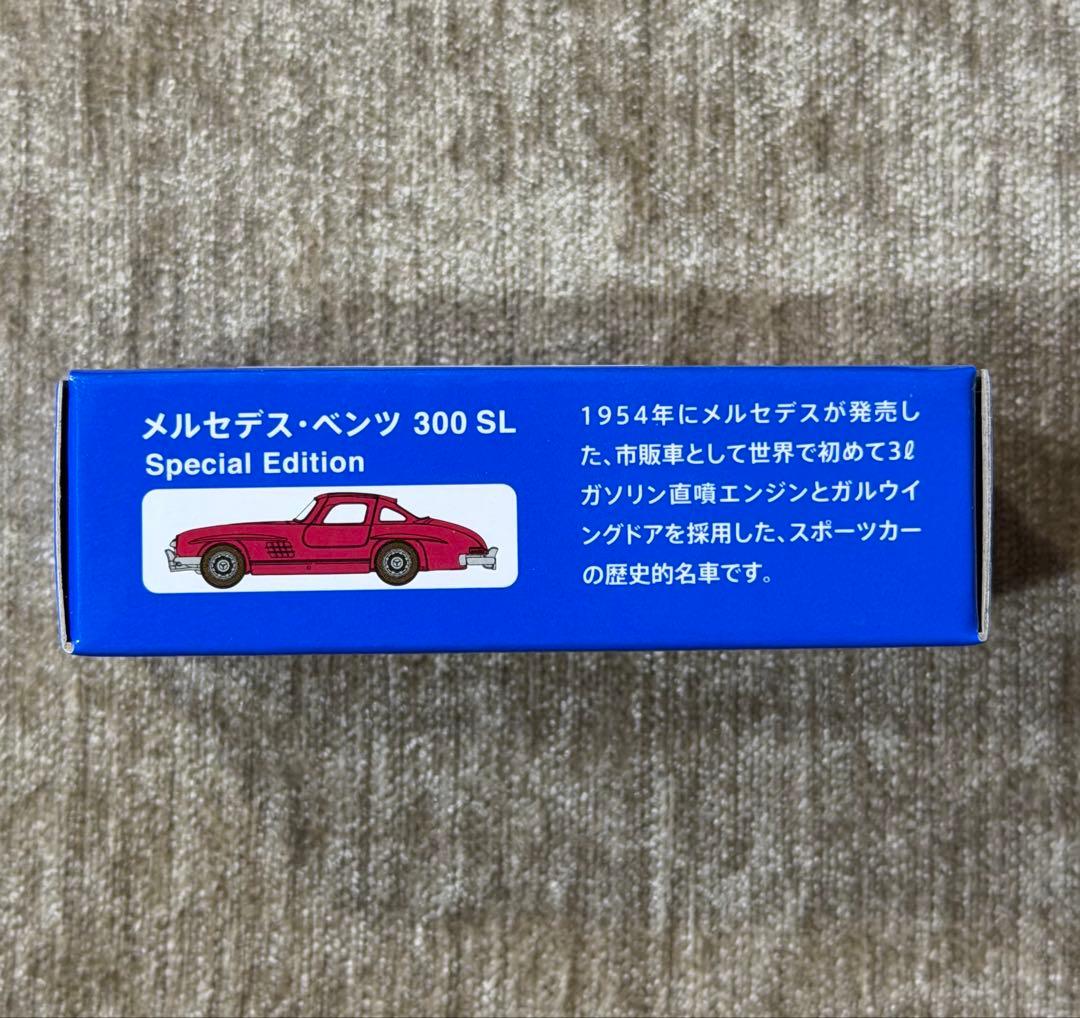 メルセデス・ベンツ 300 SL
Special Edition
1954年にメルセデスが発売し
た、市販車として世界で初めて3ℓ
ガソリン直噴エンジンとガルウイ
ングドアを採用した、スポーツカー
の歴史的名車です。